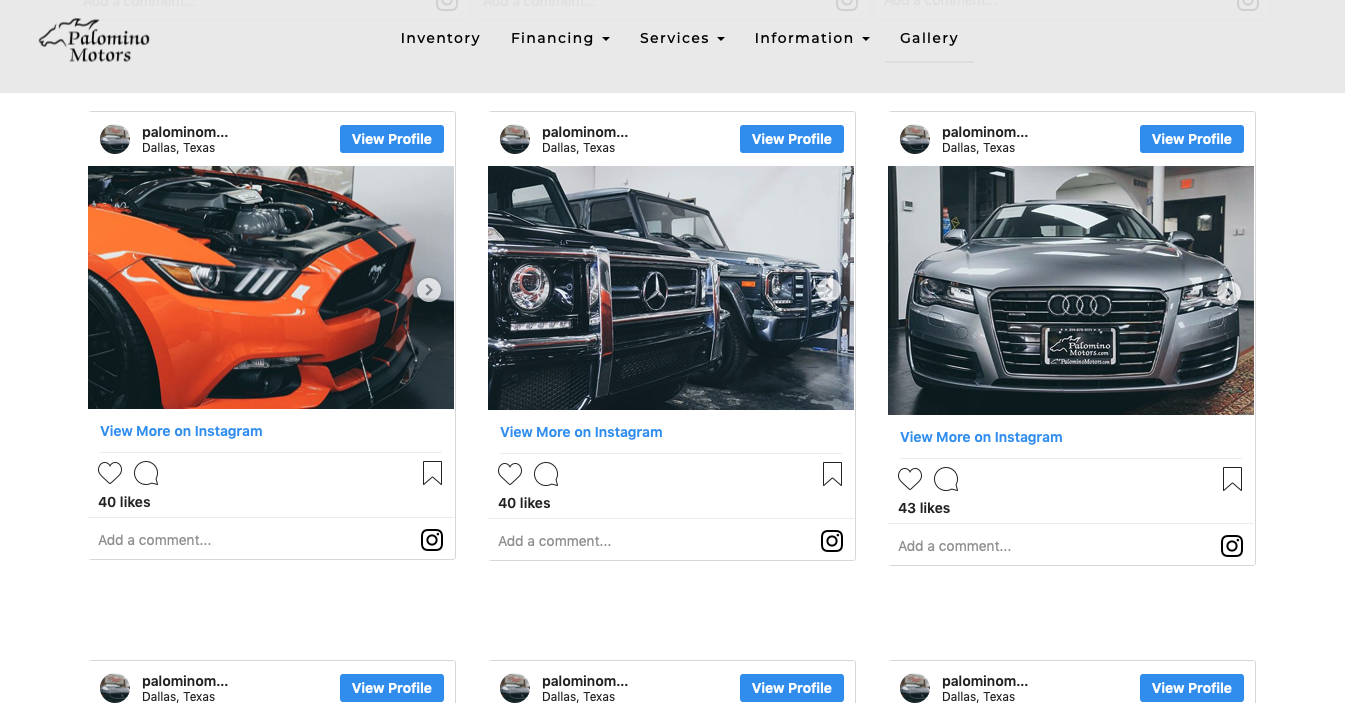 Add a comment...
Add a comment...
Add a comment...
Palomino
Motors
Inventory
Financing
Services
Information
Gallery
palominom...
Dallas, Texas
View Profile
palominom...
Dallas, Texas
View Profile
palominom...
Dallas, Texas
View Profile
Palomino
Motors.com
PalominoMotors.com
View More on Instagram
40 likes
Add a comment...
View More on Instagram
40 likes
Add a comment...
View More on Instagram
43 likes
Add a comment...
palominom...
Dallas, Texas
View Profile
palominom...
Dallas, Texas
View Profile
palominom...
Dallas, Texas
View Profile